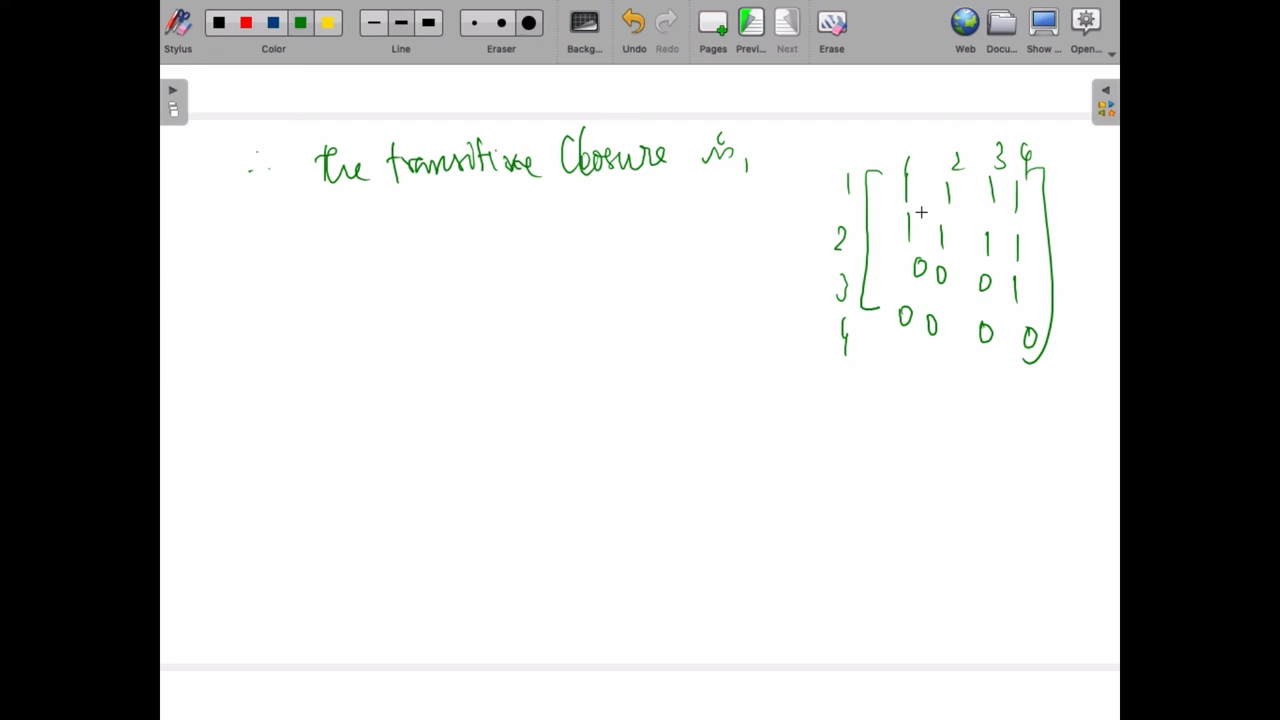 Stylus Color Line Eraser Backg... Undo Redo Pages Previ... Next Erase Web Docu... Show ... Open...
∴ the transitive Closure is,
1 2 3 4
1 1 1 1 1
2 1 1 1 1
3 0 0 0 1
4 0 0 0 0